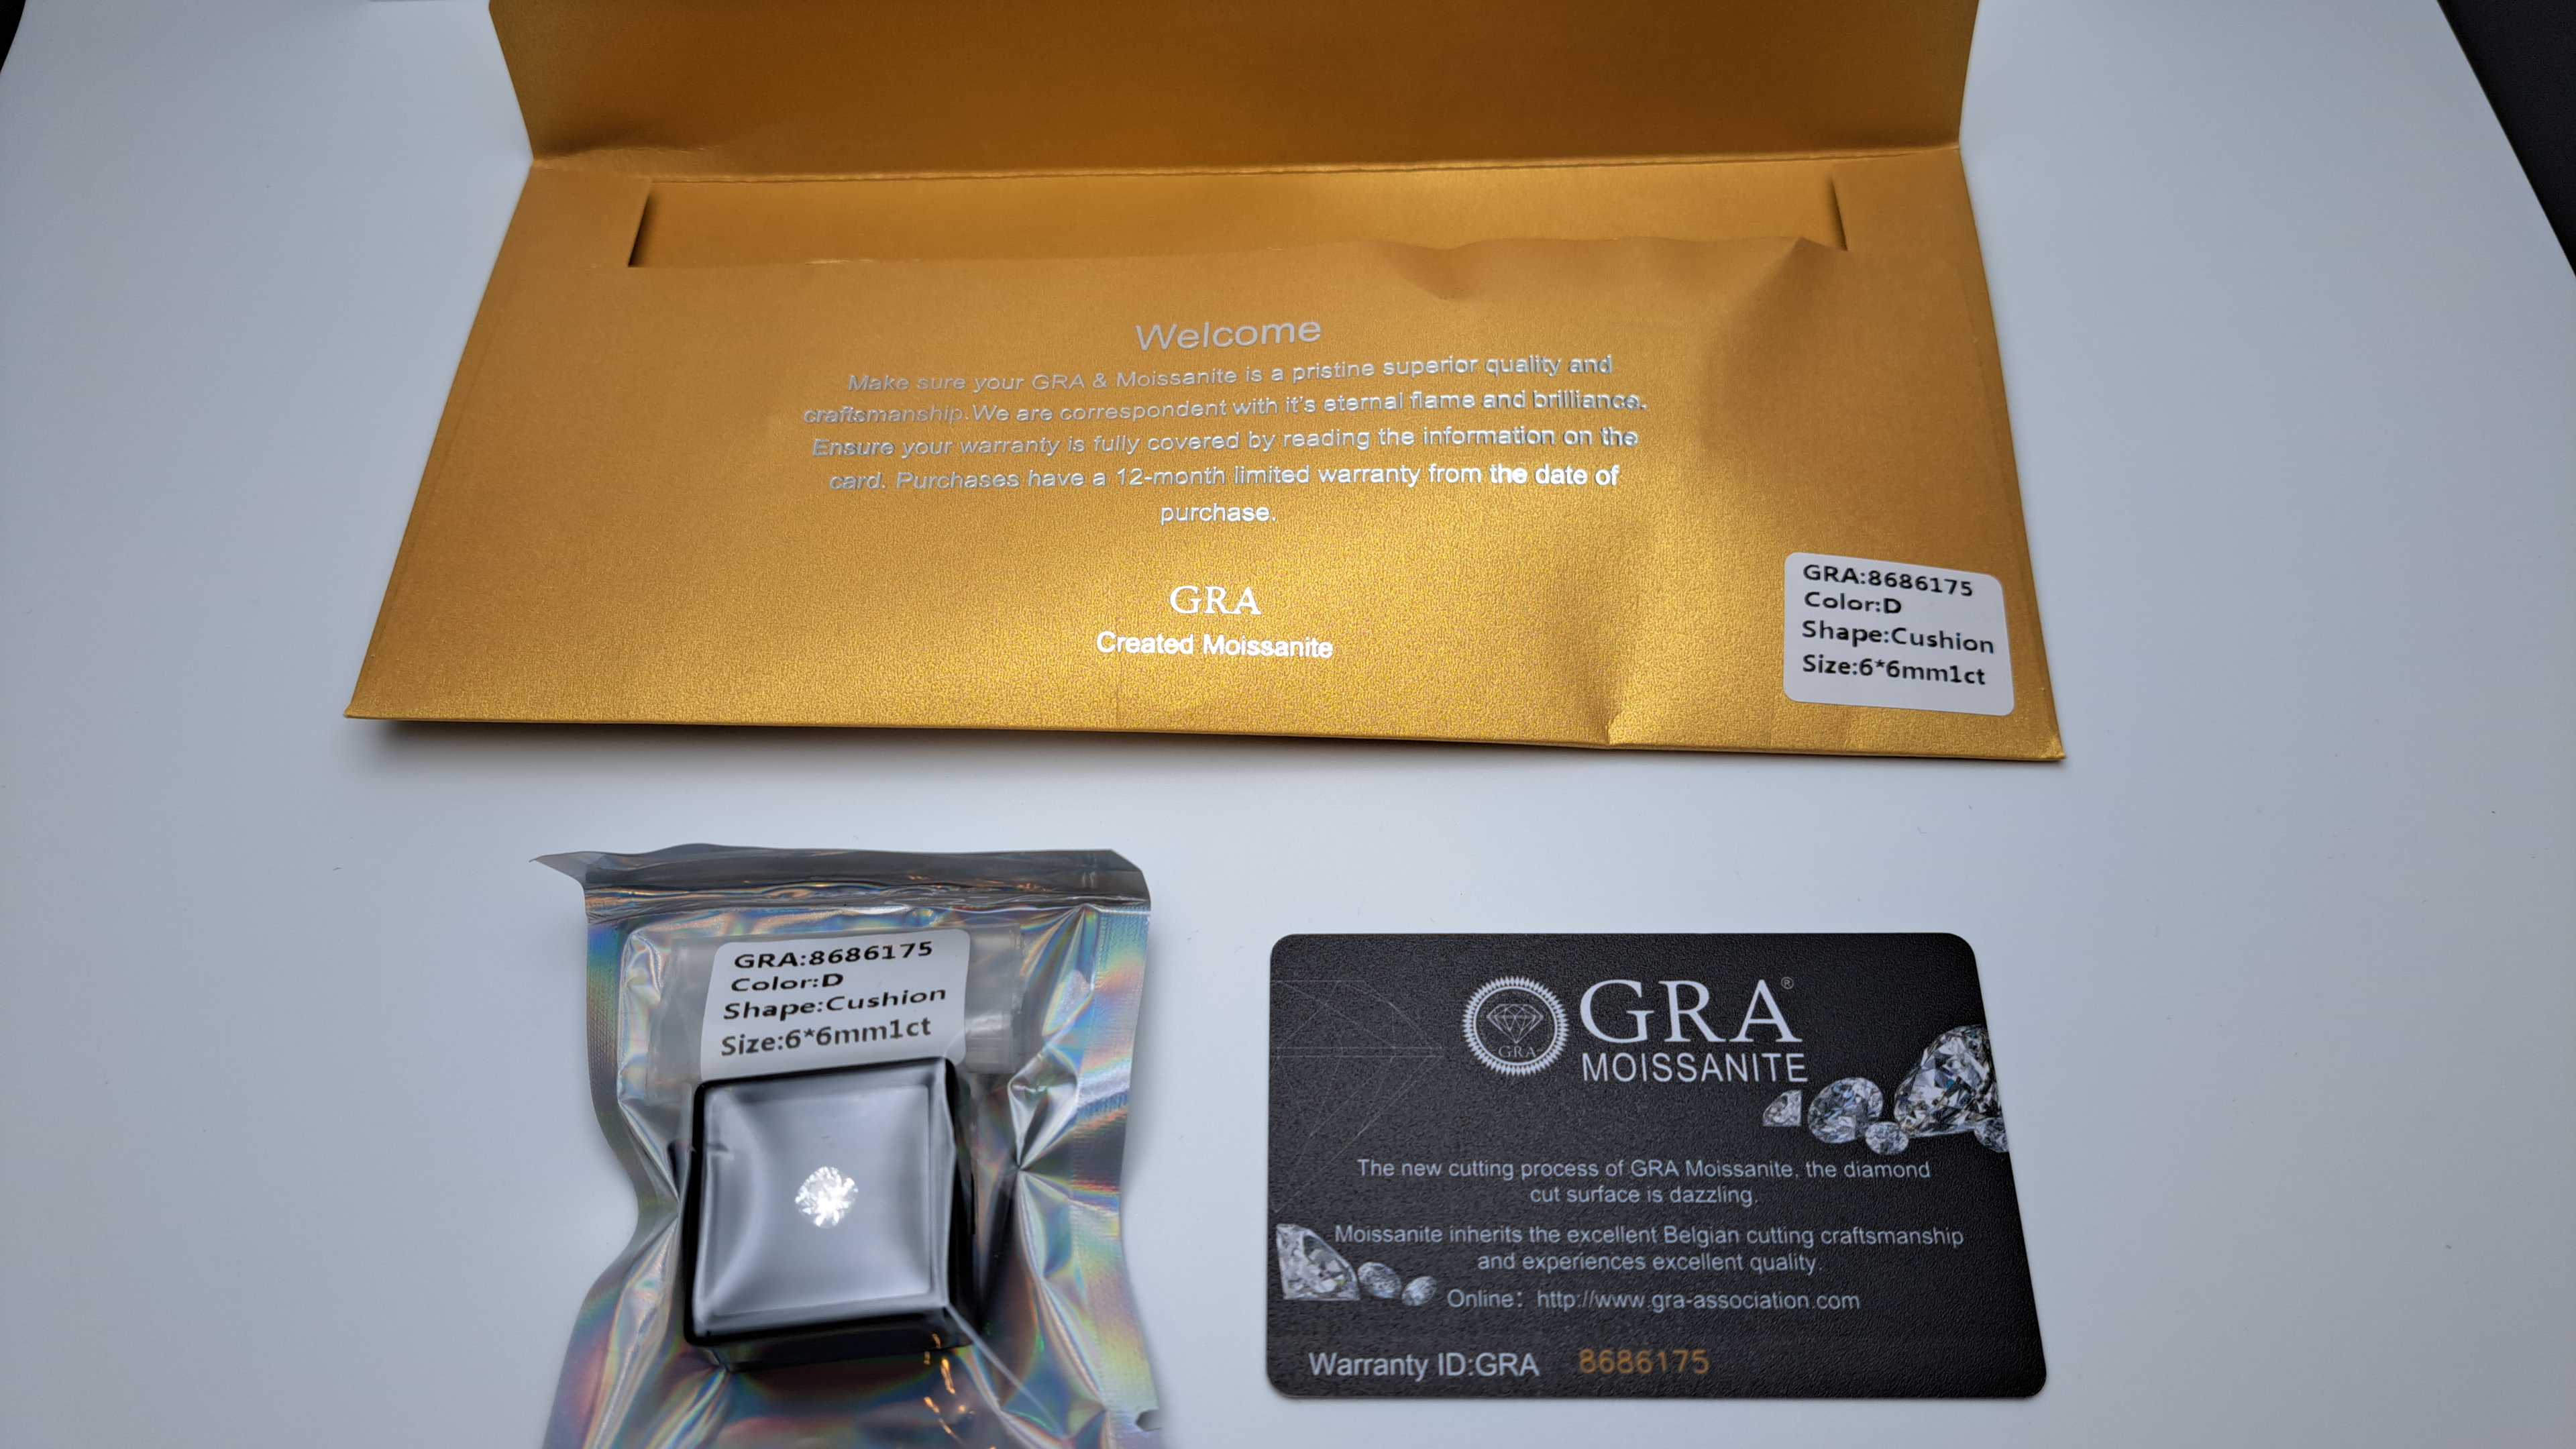 Welcome
Make sure your GRA & Moissanite is a pristine superior quality and
craftsmanship.We are correspondent with it's eternal flame and brilliance.
Ensure your warranty is fully covered by reading the information on the
card. Purchases have a 12-month limited warranty from the date of
purchase.
GRA
Created Moissanite
GRA:8686175
Color:D
Shape:Cushion
Size:6*6mm1ct
GRA:8686175
Color:D
Shape:Cushion
Size:6*6mm1ct
GRA
GRA®
MOISSANITE
The new cutting process of GRA Moissanite, the diamond
cut surface is dazzling.
Moissanite inherits the excellent Belgian cutting craftsmanship
and experiences excellent quality.
Online: http://www.gra-association.com
Warranty ID:GRA 8686175